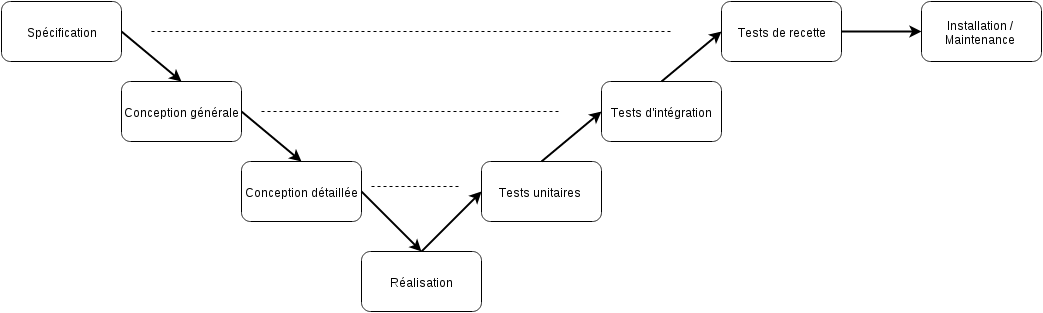 Spécification
Tests de recette
Installation /
Maintenance
Conception générale
Tests d'intégration
Conception détaillée
Tests unitaires
Réalisation